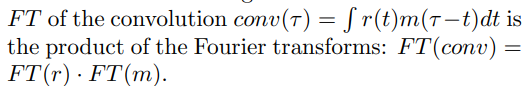 FT of the convolution conv(τ) = ∫ r(t)m(τ−t)dt is
the product of the Fourier transforms: FT(conv) =
FT(r) · FT(m).